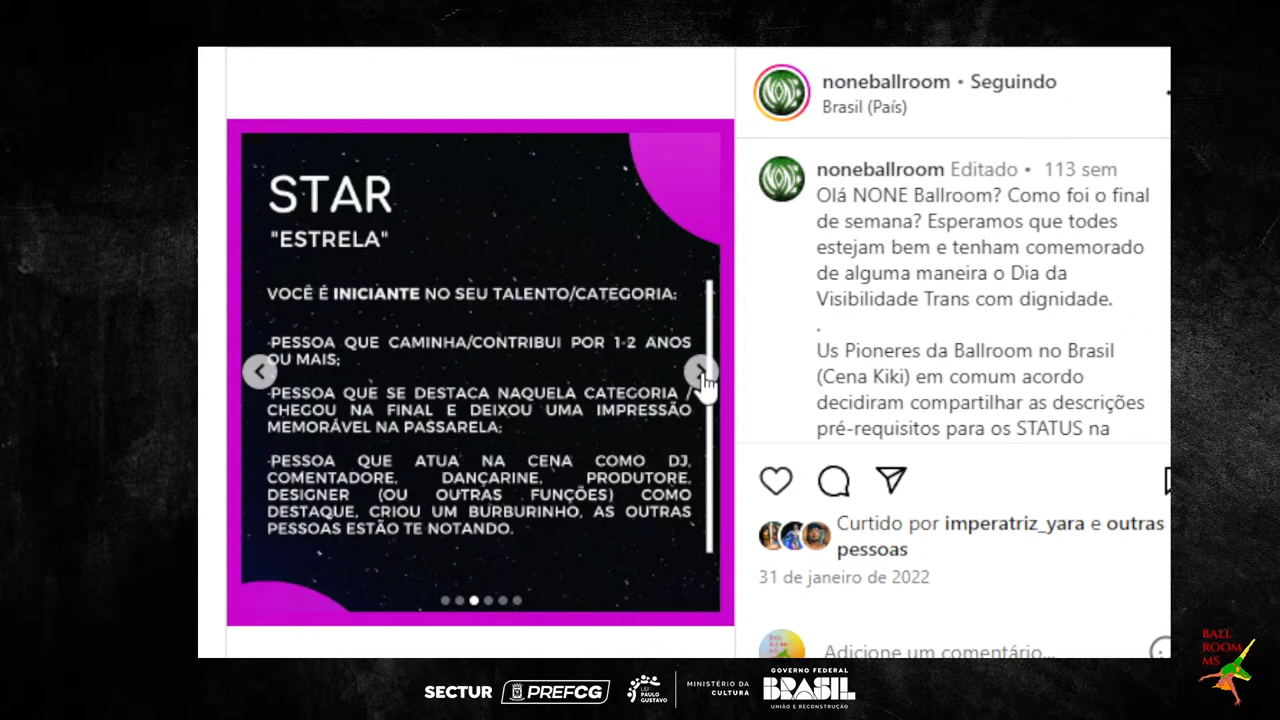 STAR
"ESTRELA"
VOCÊ É INICIANTE NO SEU TALENTO/CATEGORIA:
-PESSOA QUE CAMINHA/CONTRIBUI POR 1-2 ANOS
OU MAIS;
-PESSOA QUE SE DESTACA NAQUELA CATEGORIA /
CHEGOU NA FINAL E DEIXOU UMA IMPRESSÃO
MEMORÁVEL NA PASSARELA;
-PESSOA QUE ATUA NA CENA COMO DJ,
COMENTADORE, DANÇARINE, PRODUTORE,
DESIGNER (OU OUTRAS FUNÇÕES) COMO
DESTAQUE, CRIOU UM BURBURINHO, AS OUTRAS
PESSOAS ESTÃO TE NOTANDO.
NONE
noneballroom • Seguindo
Brasil (País)
noneballroom Editado • 113 sem
Olá NONE Ballroom? Como foi o final
de semana? Esperamos que todes
estejam bem e tenham comemorado
de alguma maneira o Dia da
Visibilidade Trans com dignidade.
.
Us Pioneres da Ballroom no Brasil
(Cena Kiki) em comum acordo
decidiram compartilhar as descrições
pré-requisitos para os STATUS na
Curtido por imperatriz_yara e outras
pessoas
31 de janeiro de 2022
Adicione um comentário...
SECTUR
PREFCG
LEI
PAULO
GUSTAVO
MINISTÉRIO DA
CULTURA
GOVERNO FEDERAL
BRASIL
UNIÃO E RECONSTRUÇÃO
BALL
ROOM
MS